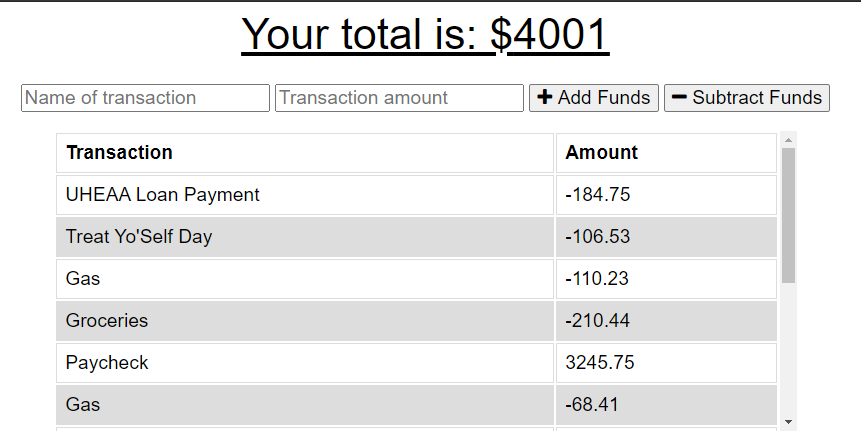 Your total is: $4001
Name of transaction Transaction amount + Add Funds − Subtract Funds
Transaction Amount
UHEAA Loan Payment -184.75
Treat Yo'Self Day -106.53
Gas -110.23
Groceries -210.44
Paycheck 3245.75
Gas -68.41